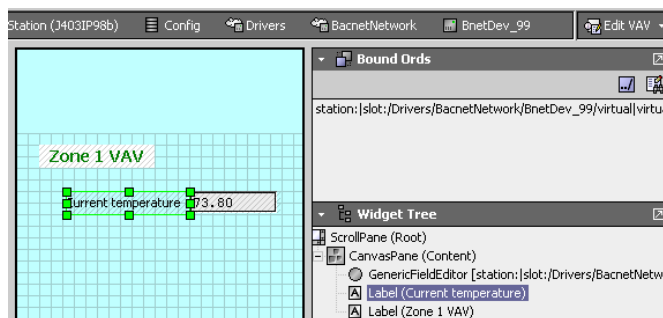 Station (J403IP98b) Config Drivers BacnetNetwork BnetDev_99 Edit VAV
Bound Ords
station:|slot:/Drivers/BacnetNetwork/BnetDev_99/virtual|virtu
Zone 1 VAV
Current temperature 73.80
Widget Tree
ScrollPane (Root)
CanvasPane (Content)
GenericFieldEditor [station:|slot:/Drivers/BacnetNetw
A Label (Current temperature)
A Label (Zone 1 VAV)